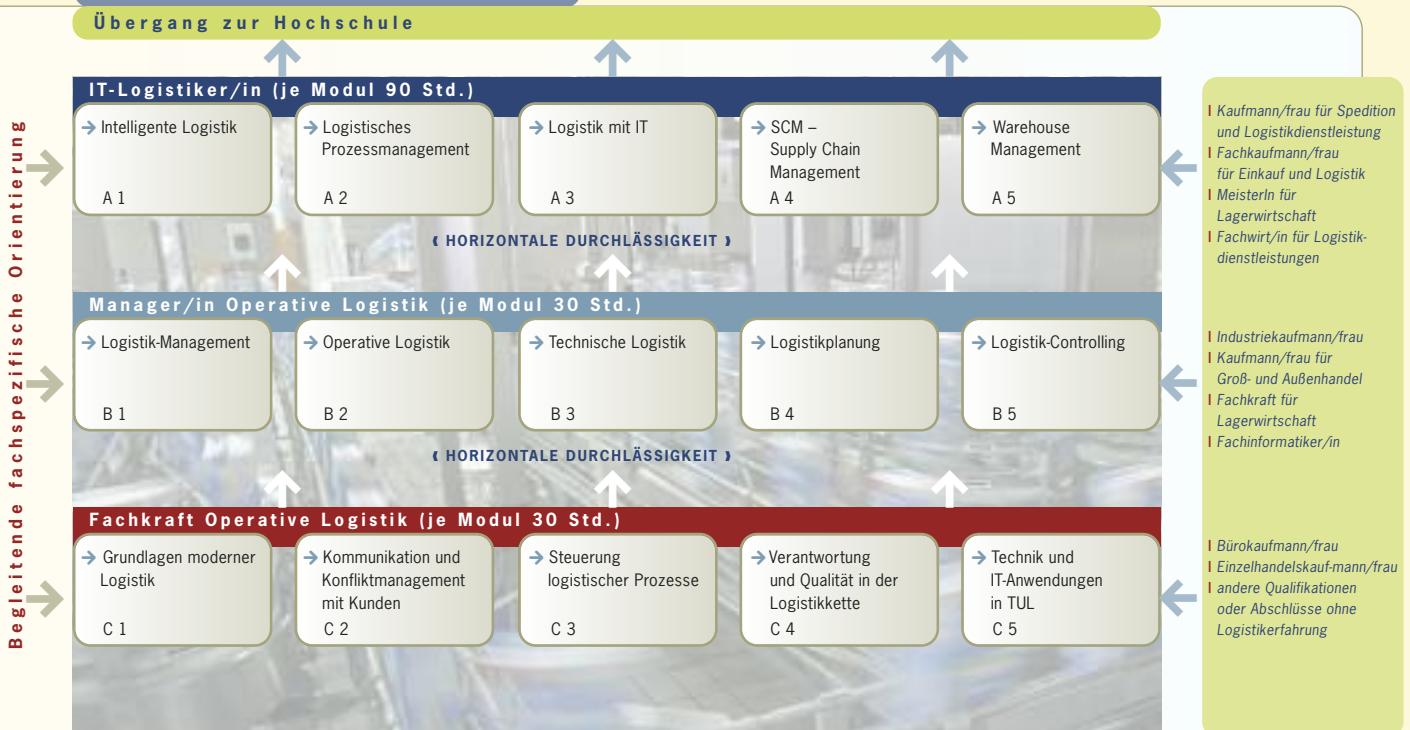 Übergang zur Hochschule
Begleitende fachspezifische Orientierung
IT-Logistiker/in (je Modul 90 Std.)
→ Intelligente Logistik
A 1
→ Logistisches
Prozessmanagement
A 2
→ Logistik mit IT
A 3
→ SCM –
Supply Chain
Management
A 4
→ Warehouse
Management
A 5
HORIZONTALE DURCHLÄSSIGKEIT
Manager/in Operative Logistik (je Modul 30 Std.)
→ Logistik-Management
B 1
→ Operative Logistik
B 2
→ Technische Logistik
B 3
→ Logistikplanung
B 4
→ Logistik-Controlling
B 5
HORIZONTALE DURCHLÄSSIGKEIT
Fachkraft Operative Logistik (je Modul 30 Std.)
→ Grundlagen moderner
Logistik
C 1
→ Kommunikation und
Konfliktmanagement
mit Kunden
C 2
→ Steuerung
logistischer Prozesse
C 3
→ Verantwortung
und Qualität in der
Logistikkette
C 4
→ Technik und
IT-Anwendungen
in TUL
C 5
I Kaufmann/frau für Spedition
und Logistikdienstleistung
I Fachkaufmann/frau
für Einkauf und Logistik
I MeisterIn für
Lagerwirtschaft
I Fachwirt/in für Logistik-
dienstleistungen
I Industriekaufmann/frau
I Kaufmann/frau für
Groß- und Außenhandel
I Fachkraft für
Lagerwirtschaft
I Fachinformatiker/in
I Bürokaufmann/frau
I Einzelhandelskauf-mann/frau
I andere Qualifikationen
oder Abschlüsse ohne
Logistikerfahrung